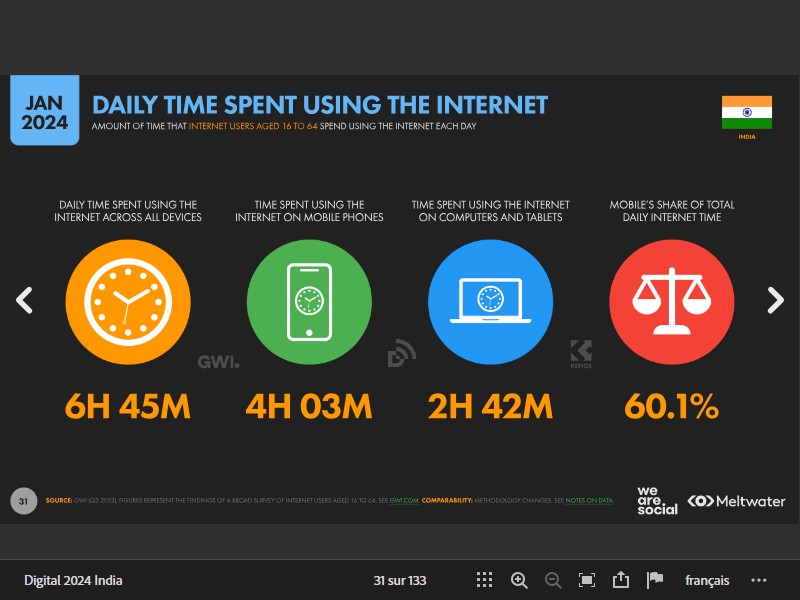 JAN
2024
DAILY TIME SPENT USING THE INTERNET
AMOUNT OF TIME THAT INTERNET USERS AGED 16 TO 64 SPEND USING THE INTERNET EACH DAY
INDIA
DAILY TIME SPENT USING THE
INTERNET ACROSS ALL DEVICES
TIME SPENT USING THE
INTERNET ON MOBILE PHONES
TIME SPENT USING THE INTERNET
ON COMPUTERS AND TABLETS
MOBILE'S SHARE OF TOTAL
DAILY INTERNET TIME
GWI.
KEPIOS
6H 45M
4H 03M
2H 42M
60.1%
31
SOURCE: GWI (Q3 2023). FIGURES REPRESENT THE FINDINGS OF A BROAD SURVEY OF INTERNET USERS AGED 16 TO 64. SEE GWI.COM. COMPARABILITY: METHODOLOGY CHANGES. SEE NOTES ON DATA.
we
are.
social
Meltwater
Digital 2024 India
31 sur 133
français